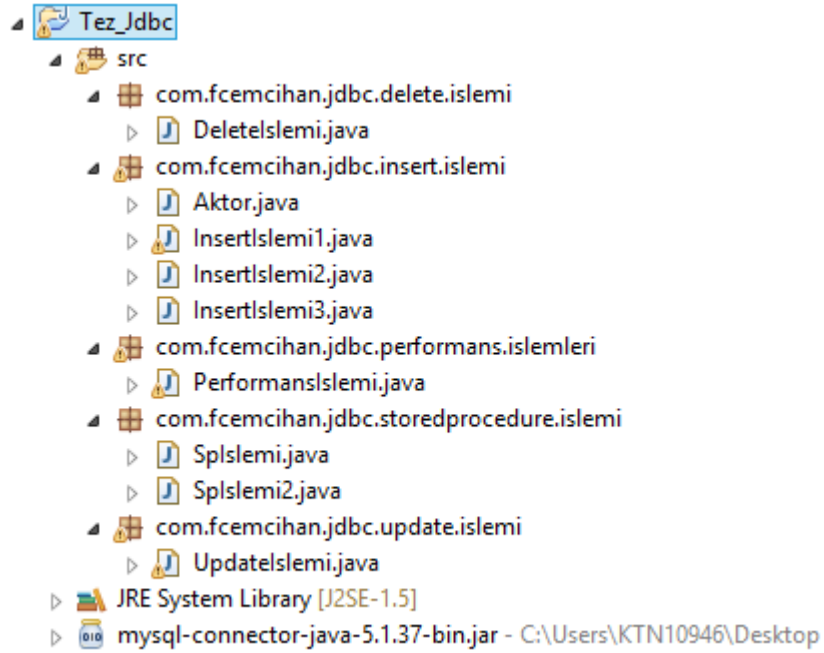 Tez_Jdbc
src
com.fcemcihan.jdbc.delete.islemi
DeleteIslemi.java
com.fcemcihan.jdbc.insert.islemi
Aktor.java
InsertIslemi1.java
InsertIslemi2.java
InsertIslemi3.java
com.fcemcihan.jdbc.performans.islemleri
PerformansIslemi.java
com.fcemcihan.jdbc.storedprocedure.islemi
SpIslemi.java
SpIslemi2.java
com.fcemcihan.jdbc.update.islemi
UpdateIslemi.java
JRE System Library [J2SE-1.5]
mysql-connector-java-5.1.37-bin.jar - C:\Users\KTN10946\Desktop